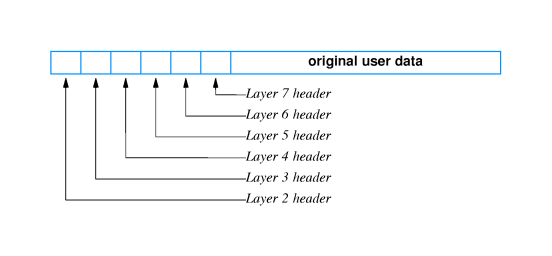 original user data
Layer 7 header
Layer 6 header
Layer 5 header
Layer 4 header
Layer 3 header
Layer 2 header